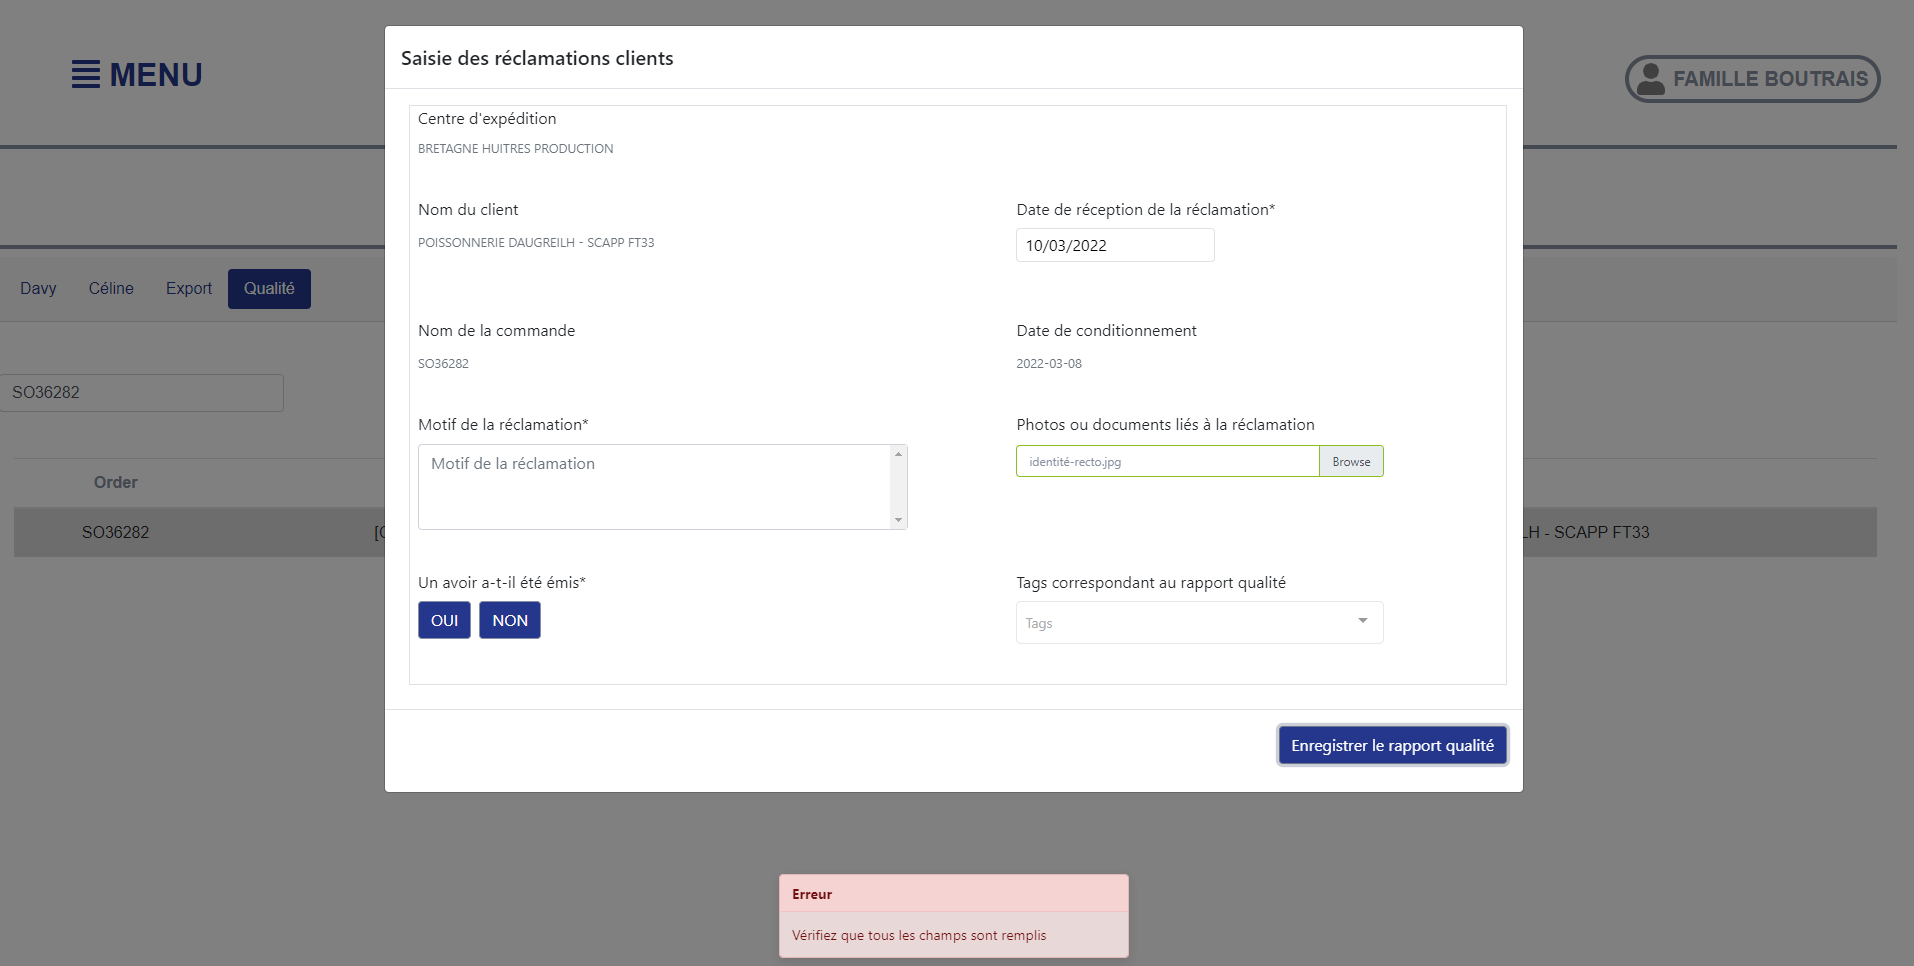 Saisie des réclamations clients
MENU
FAMILLE BOUTRAIS
Centre d'expédition
BRETAGNE HUITRES PRODUCTION
Nom du client
Date de réception de la réclamation*
POISSONNERIE DAUGREILH - SCAPP FT33
10/03/2022
Davy Céline Export Qualité
Nom de la commande
Date de conditionnement
SO36282
2022-03-08
SO36282
Motif de la réclamation*
Photos ou documents liés à la réclamation
Motif de la réclamation
identité-recto.jpg Browse
Order
SO36282
LH - SCAPP FT33
Un avoir a-t-il été émis*
Tags correspondant au rapport qualité
OUI NON
Tags
Enregistrer le rapport qualité
Erreur
Vérifiez que tous les champs sont remplis